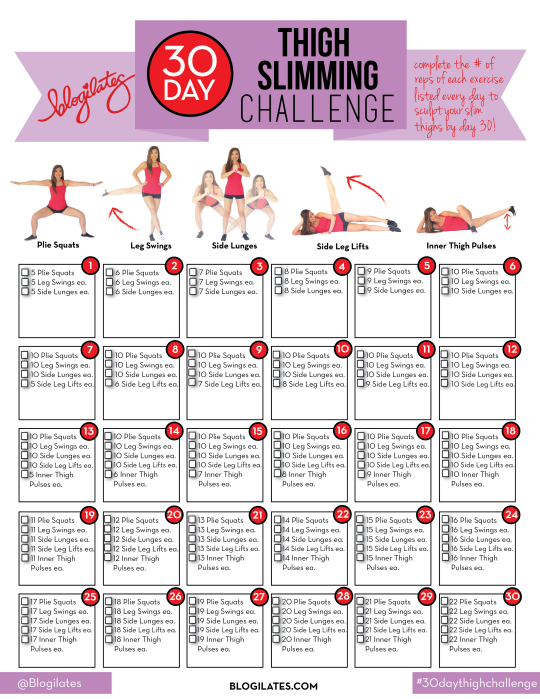 blogilates
30
DAY
THIGH
SLIMMING
CHALLENGE
complete the # of
reps of each exercise
listed every day to
sculpt your slim
thighs by day 30!
Plie Squats
Leg Swings
Side Lunges
Side Leg Lifts
Inner Thigh Pulses
1
5 Plie Squats
5 Leg Swings ea.
5 Side Lunges ea.
2
6 Plie Squats
6 Leg Swings ea.
6 Side Lunges ea.
3
7 Plie Squats
7 Leg Swings ea.
7 Side Lunges ea.
4
8 Plie Squats
8 Leg Swings ea.
8 Side Lunges ea.
5
9 Plie Squats
9 Leg Swings ea.
9 Side Lunges ea.
6
10 Plie Squats
10 Leg Swings ea.
10 Side Lunges ea.
7
10 Plie Squats
10 Leg Swings ea.
10 Side Lunges ea.
5 Side Leg Lifts ea.
8
10 Plie Squats
10 Leg Swings ea.
10 Side Lunges ea.
6 Side Leg Lifts ea.
9
10 Plie Squats
10 Leg Swings ea.
10 Side Lunges ea.
7 Side Leg Lifts ea.
10
10 Plie Squats
10 Leg Swings ea.
10 Side Lunges ea.
8 Side Leg Lifts ea.
11
10 Plie Squats
10 Leg Swings ea.
10 Side Lunges ea.
9 Side Leg Lifts ea.
12
10 Plie Squats
10 Leg Swings ea.
10 Side Lunges ea.
10 Side Leg Lifts ea.
13
10 Plie Squats
10 Leg Swings ea.
10 Side Lunges ea.
10 Side Leg Lifts ea.
5 Inner Thigh
Pulses ea.
14
10 Plie Squats
10 Leg Swings ea.
10 Side Lunges ea.
10 Side Leg Lifts ea.
6 Inner Thigh
Pulses ea.
15
10 Plie Squats
10 Leg Swings ea.
10 Side Lunges ea.
10 Side Leg Lifts ea.
7 Inner Thigh
Pulses ea.
16
10 Plie Squats
10 Leg Swings ea.
10 Side Lunges ea.
10 Side Leg Lifts ea.
8 Inner Thigh
Pulses ea.
17
10 Plie Squats
10 Leg Swings ea.
10 Side Lunges ea.
10 Side Leg Lifts ea.
9 Inner Thigh
Pulses ea.
18
10 Plie Squats
10 Leg Swings ea.
10 Side Lunges ea.
10 Side Leg Lifts ea.
10 Inner Thigh
Pulses ea.
19
11 Plie Squats
11 Leg Swings ea.
11 Side Lunges ea.
11 Side Leg Lifts ea.
11 Inner Thigh
Pulses ea.
20
12 Plie Squats
12 Leg Swings ea.
12 Side Lunges ea.
12 Side Leg Lifts ea.
12 Inner Thigh
Pulses ea.
21
13 Plie Squats
13 Leg Swings ea.
13 Side Lunges ea.
13 Side Leg Lifts ea.
13 Inner Thigh
Pulses ea.
22
14 Plie Squats
14 Leg Swings ea.
14 Side Lunges ea.
14 Side Leg Lifts ea.
14 Inner Thigh
Pulses ea.
23
15 Plie Squats
15 Leg Swings ea.
15 Side Lunges ea.
15 Side Leg Lifts ea.
15 Inner Thigh
Pulses ea.
24
16 Plie Squats
16 Leg Swings ea.
16 Side Lunges ea.
16 Side Leg Lifts ea.
16 Inner Thigh
Pulses ea.
25
17 Plie Squats
17 Leg Swings ea.
17 Side Lunges ea.
17 Side Leg Lifts ea.
17 Inner Thigh
Pulses ea.
26
18 Plie Squats
18 Leg Swings ea.
18 Side Lunges ea.
18 Side Leg Lifts ea.
18 Inner Thigh
Pulses ea.
27
19 Plie Squats
19 Leg Swings ea.
19 Side Lunges ea.
19 Side Leg Lifts ea.
19 Inner Thigh
Pulses ea.
28
20 Plie Squats
20 Leg Swings ea.
20 Side Lunges ea.
20 Side Leg Lifts ea.
20 Inner Thigh
Pulses ea.
29
21 Plie Squats
21 Leg Swings ea.
21 Side Lunges ea.
21 Side Leg Lifts ea.
21 Inner Thigh
Pulses ea.
30
22 Plie Squats
22 Leg Swings ea.
22 Side Lunges ea.
22 Side Leg Lifts ea.
22 Inner Thigh
Pulses ea.
@Blogilates
BLOGILATES.COM
#30daythighchallenge